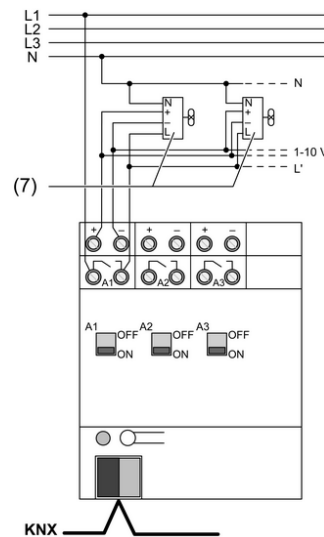 L1
L2
L3
N
N
N + − L
N + − L
1-10 V
L'
(7)
+ − + − + −
A1 A2 A3
A1 OFF ON A2 OFF ON A3 OFF ON
KNX